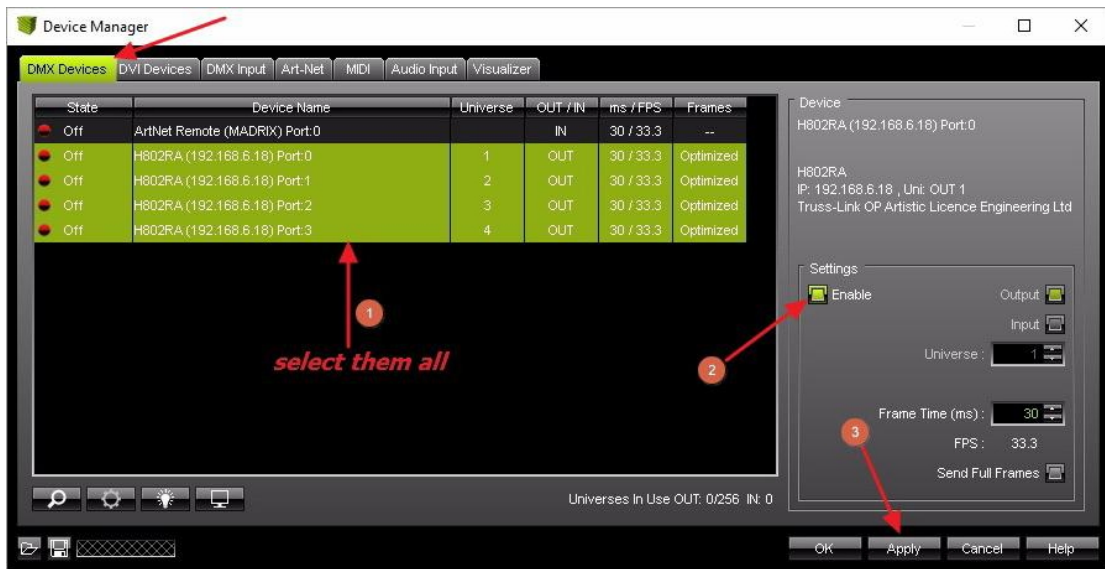 Device Manager
DMX Devices DVI Devices DMX Input Art-Net MIDI Audio Input Visualizer
State Device Name Universe OUT / IN ms / FPS Frames
Off ArtNet Remote (MADRIX) Port:0 IN 30 / 33.3 --
Off H802RA (192.168.6.18) Port:0 1 OUT 30 / 33.3 Optimized
Off H802RA (192.168.6.18) Port:1 2 OUT 30 / 33.3 Optimized
Off H802RA (192.168.6.18) Port:2 3 OUT 30 / 33.3 Optimized
Off H802RA (192.168.6.18) Port:3 4 OUT 30 / 33.3 Optimized
1
select them all
Universes In Use OUT: 0/256 IN: 0
Device
H802RA (192.168.6.18) Port:0
H802RA
IP: 192.168.6.18 , Uni: OUT 1
Truss-Link OP Artistic Licence Engineering Ltd
Settings
Enable Output
Input
2
Universe : 1
Frame Time (ms) : 30
3
FPS : 33.3
Send Full Frames
OK Apply Cancel Help